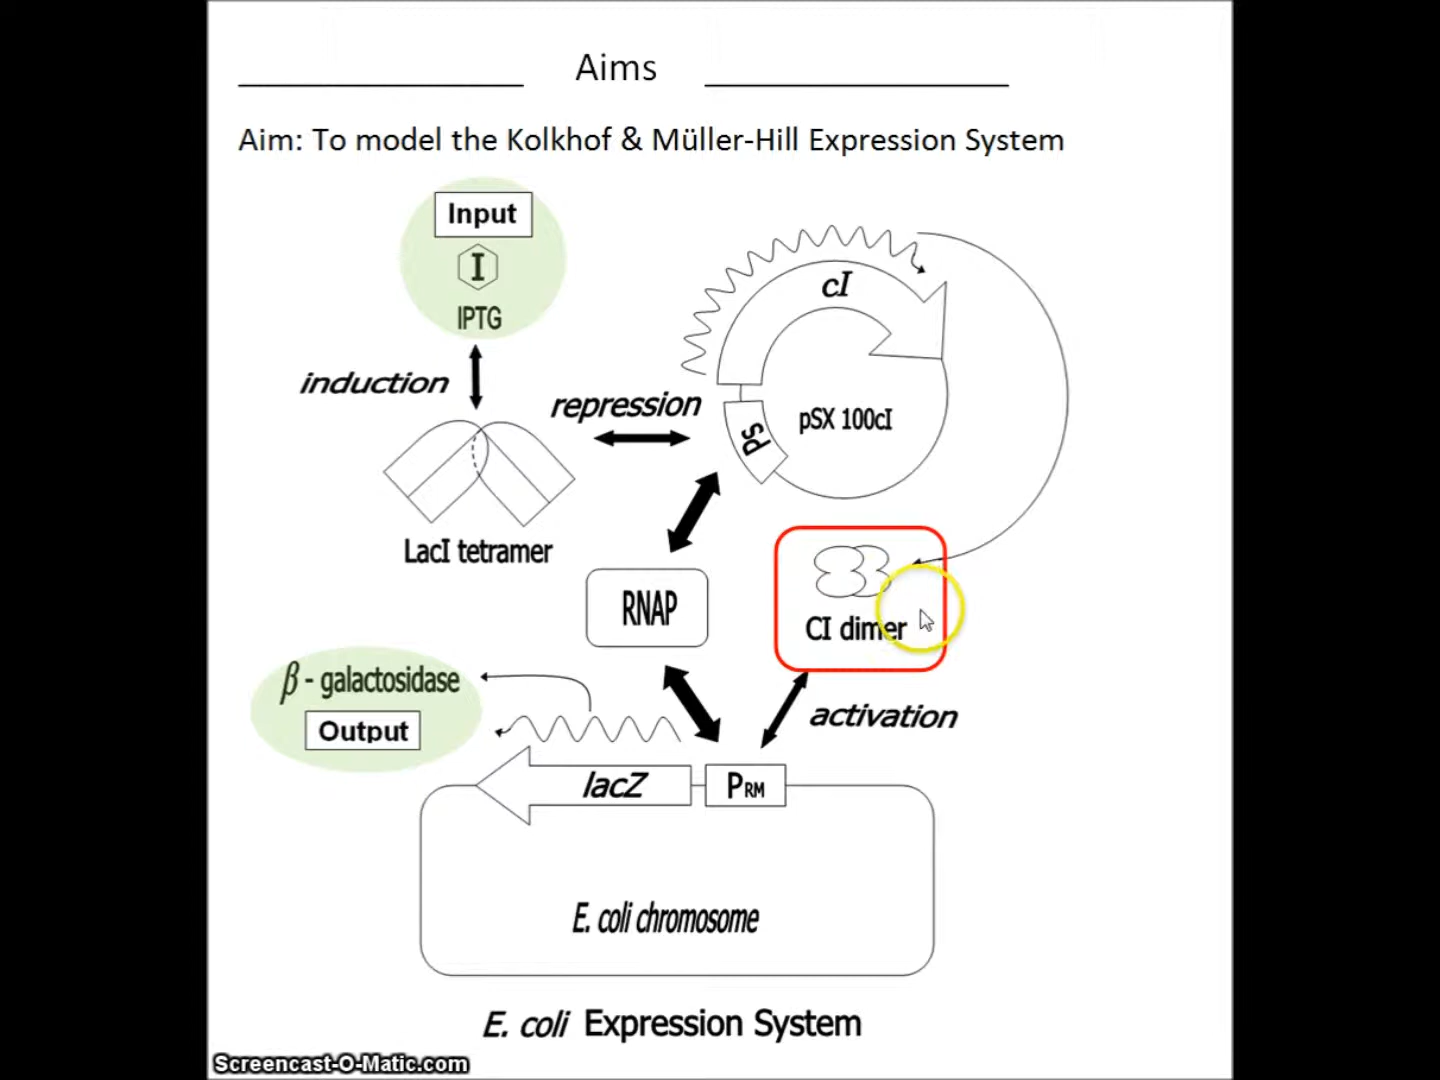 Aims
Aim: To model the Kolkhof & Müller-Hill Expression System
Input
I
IPTG
induction
repression
cI
pSX 100cI
ps
LacI tetramer
RNAP
CI dimer
activation
β - galactosidase
Output
lacZ
PRM
E. coli chromosome
E. coli Expression System
Screencast-O-Matic.com